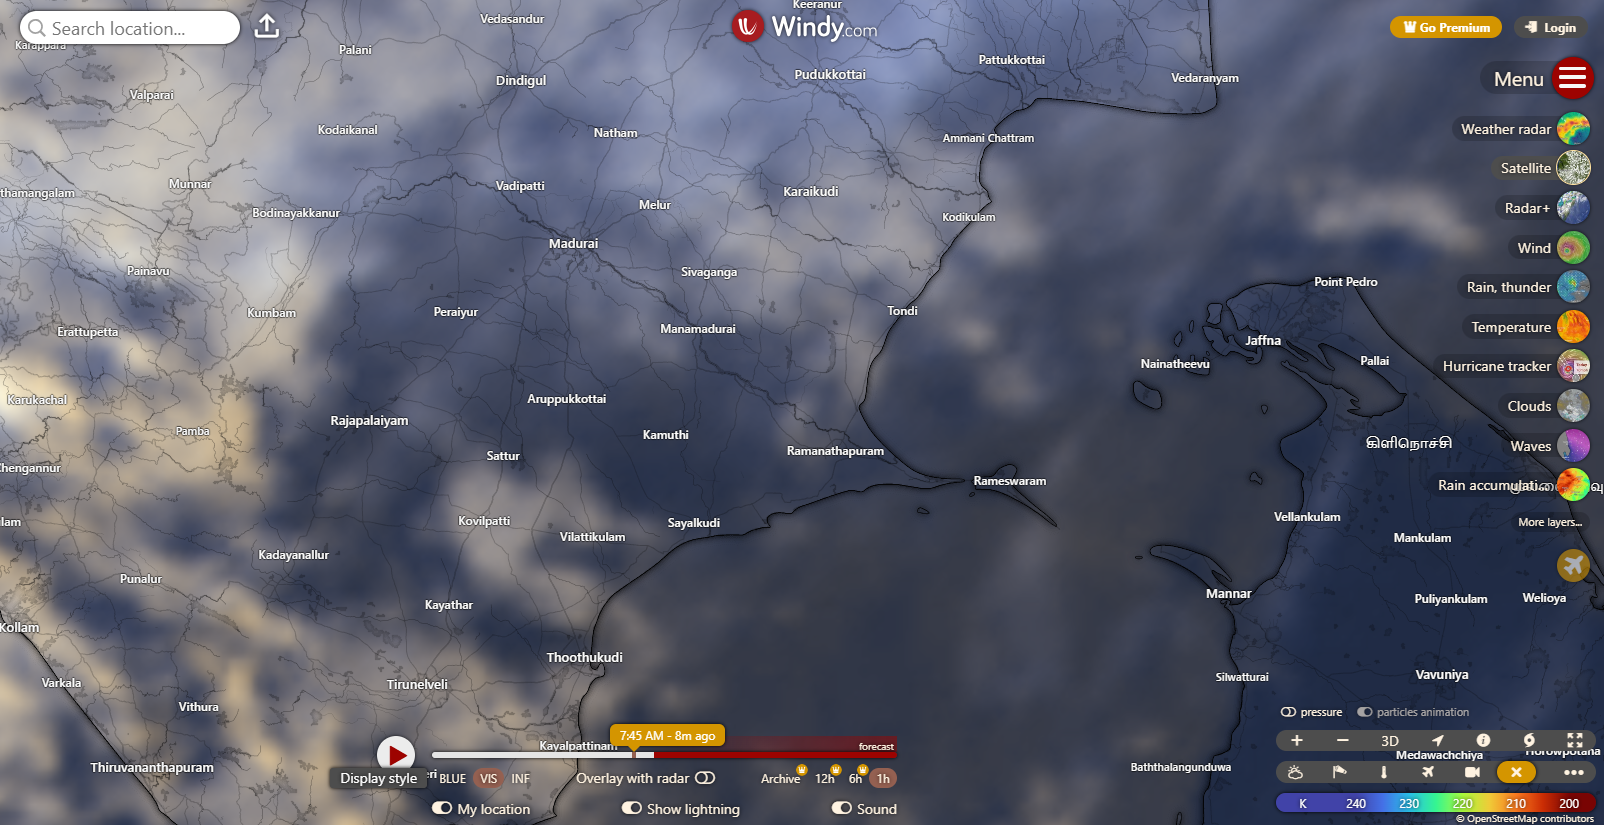 Search location...
Windy.com
Go Premium
Login
Menu
Weather radar
Satellite
Radar+
Wind
Rain, thunder
Temperature
Hurricane tracker
Clouds
Waves
Rain accumulati...
More layers...
Keeranur
Vedasandur
Karappara
Palani
Pattukkottai
Dindigul
Pudukkottai
Vedaranyam
Valparai
Kodaikanal
Natham
Ammani Chattram
Munnar
Vadipatti
Karaikudi
thamangalam
Melur
Bodinayakkanur
Kodikulam
Madurai
Painavu
Sivaganga
Point Pedro
Kumbam
Peraiyur
Tondi
Erattupetta
Manamadurai
Jaffna
Nainatheevu
Pallai
Karukachal
Aruppukkottai
Rajapalaiyam
Pamba
Kamuthi
கிளிநொச்சி
Sattur
Ramanathapuram
Chengannur
Rameswaram
Kovilpatti
Sayalkudi
Vellankulam
Vilattikulam
Mankulam
Kadayanallur
Punalur
Mannar
Puliyankulam
Welioya
Kayathar
Kollam
Thoothukudi
Vavuniya
Silwatturai
Varkala
Tirunelveli
Vithura
Kayalpattinam
Thiruvananthapuram
Baththalangunduwa
Medawachchiya
Horowpotana
7:45 AM - 8m ago
forecast
Display style
BLUE
VIS
INF
Overlay with radar
Archive
12h
6h
1h
My location
Show lightning
Sound
pressure
particles animation
3D
K 240 230 220 210 200
© OpenStreetMap contributors